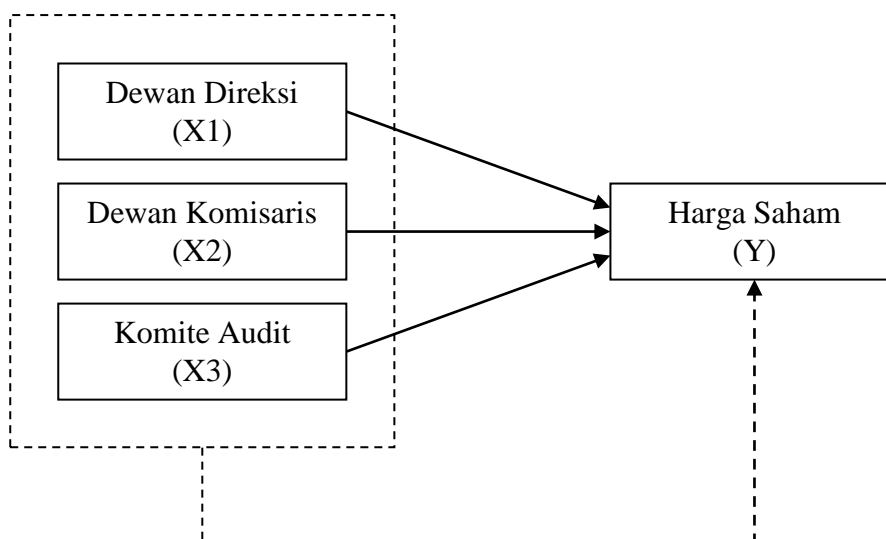 Dewan Direksi
(X1)
Dewan Komisaris
(X2)
Komite Audit
(X3)
Harga Saham
(Y)